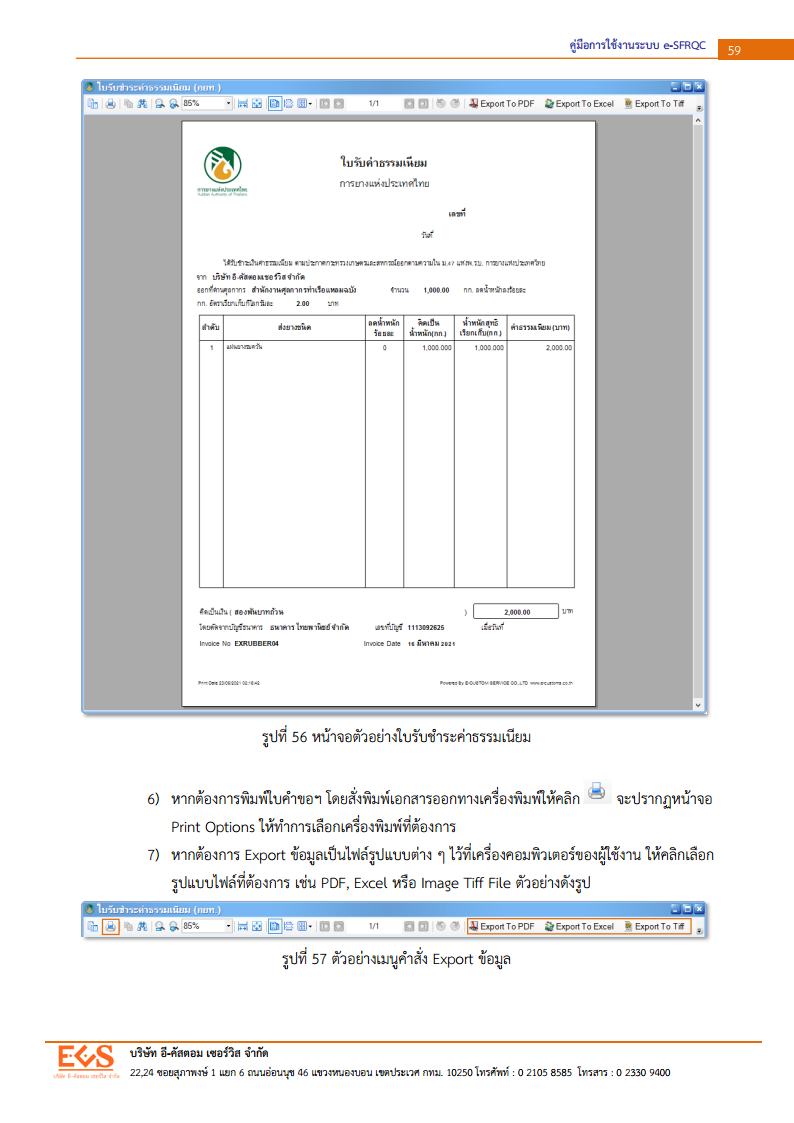 คู่มือการใช้งานระบบ e-SFRQC 59
ใบรับชำระค่าธรรมเนียม (กยท.)
85% 1/1 Export To PDF Export To Excel Export To Tiff
ใบรับค่าธรรมเนียม
การยางแห่งประเทศไทย
การยางแห่งประเทศไทย
Rubber Authority of Thailand
เลขที่
วันที่
ได้รับชำระเงินค่าธรรมเนียม ตามประกาศกระทรวงเกษตรและสหกรณ์ออกตามความใน ม.47 แห่งพ.รบ. การยางแห่งประเทศไทย
จาก บริษัท อี-คัสตอมเซอร์วิส จำกัด
ออกที่ด่านศุลกากร สำนักงานศุลกากรท่าเรือแหลมฉบัง จำนวน 1,000.00 กก. ลดน้ำหนักลงร้อยละ
กก. อัตราเรียกเก็บกิโลกรัมละ 2.00 บาท
ลำดับ ส่งยางชนิด ลดน้ำหนักร้อยละ คิดเป็นน้ำหนัก(กก.) น้ำหนักสุทธิเรียกเก็บ(กก.) ค่าธรรมเนียม (บาท)
1 แผ่นยางรมควัน 0 1,000.000 1,000.000 2,000.00
คิดเป็นเงิน ( สองพันบาทถ้วน ) 2,000.00 บาท
โดยตัดจากบัญชีธนาคาร ธนาคาร ไทยพาณิชย์ จำกัด เลขที่บัญชี 1113092625 เมื่อวันที่
Invoice No EXRUBBER04 Invoice Date 16 มีนาคม 2021
Powered By E-CUSTOM SERVICE CO.,LTD. www.ecustoms.co.th
รูปที่ 56 หน้าจอตัวอย่างใบรับชำระค่าธรรมเนียม
6) หากต้องการพิมพ์ใบคำขอฯ โดยสั่งพิมพ์เอกสารออกทางเครื่องพิมพ์ให้คลิก จะปรากฏหน้าจอ
Print Options ให้ทำการเลือกเครื่องพิมพ์ที่ต้องการ
7) หากต้องการ Export ข้อมูลเป็นไฟล์รูปแบบต่าง ๆ ไว้ที่เครื่องคอมพิวเตอร์ของผู้ใช้งาน ให้คลิกเลือก
รูปแบบไฟล์ที่ต้องการ เช่น PDF, Excel หรือ Image Tiff File ตัวอย่างดังรูป
ใบรับชำระค่าธรรมเนียม (กยท.)
85% 1/1 Export To PDF Export To Excel Export To Tiff
รูปที่ 57 ตัวอย่างเมนูคำสั่ง Export ข้อมูล
ECS
บริษัท อี-คัสตอม เซอร์วิส จำกัด
บริษัท อี-คัสตอม เซอร์วิส จำกัด
22,24 ซอยสุภาพงษ์ 1 แยก 6 ถนนอ่อนนุช 46 แขวงหนองบอน เขตประเวศ กทม. 10250 โทรศัพท์ : 0 2105 8585 โทรสาร : 0 2330 9400